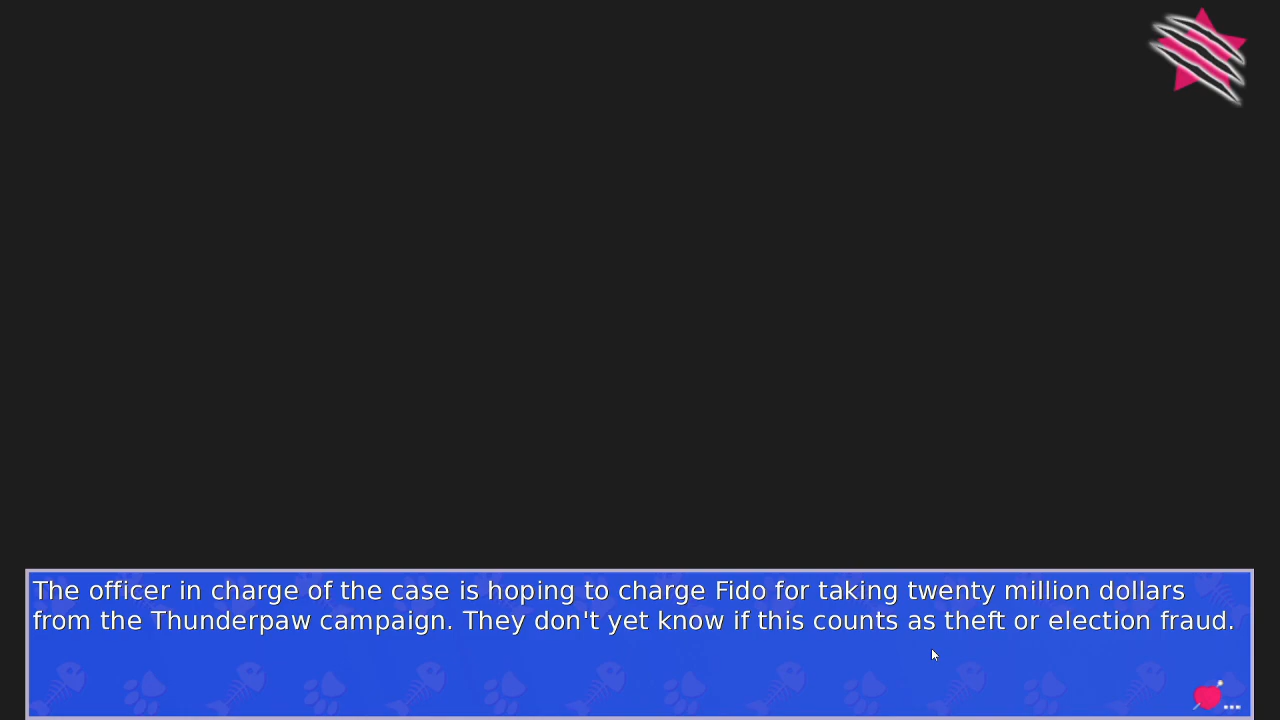 The officer in charge of the case is hoping to charge Fido for taking twenty million dollars
from the Thunderpaw campaign. They don't yet know if this counts as theft or election fraud.